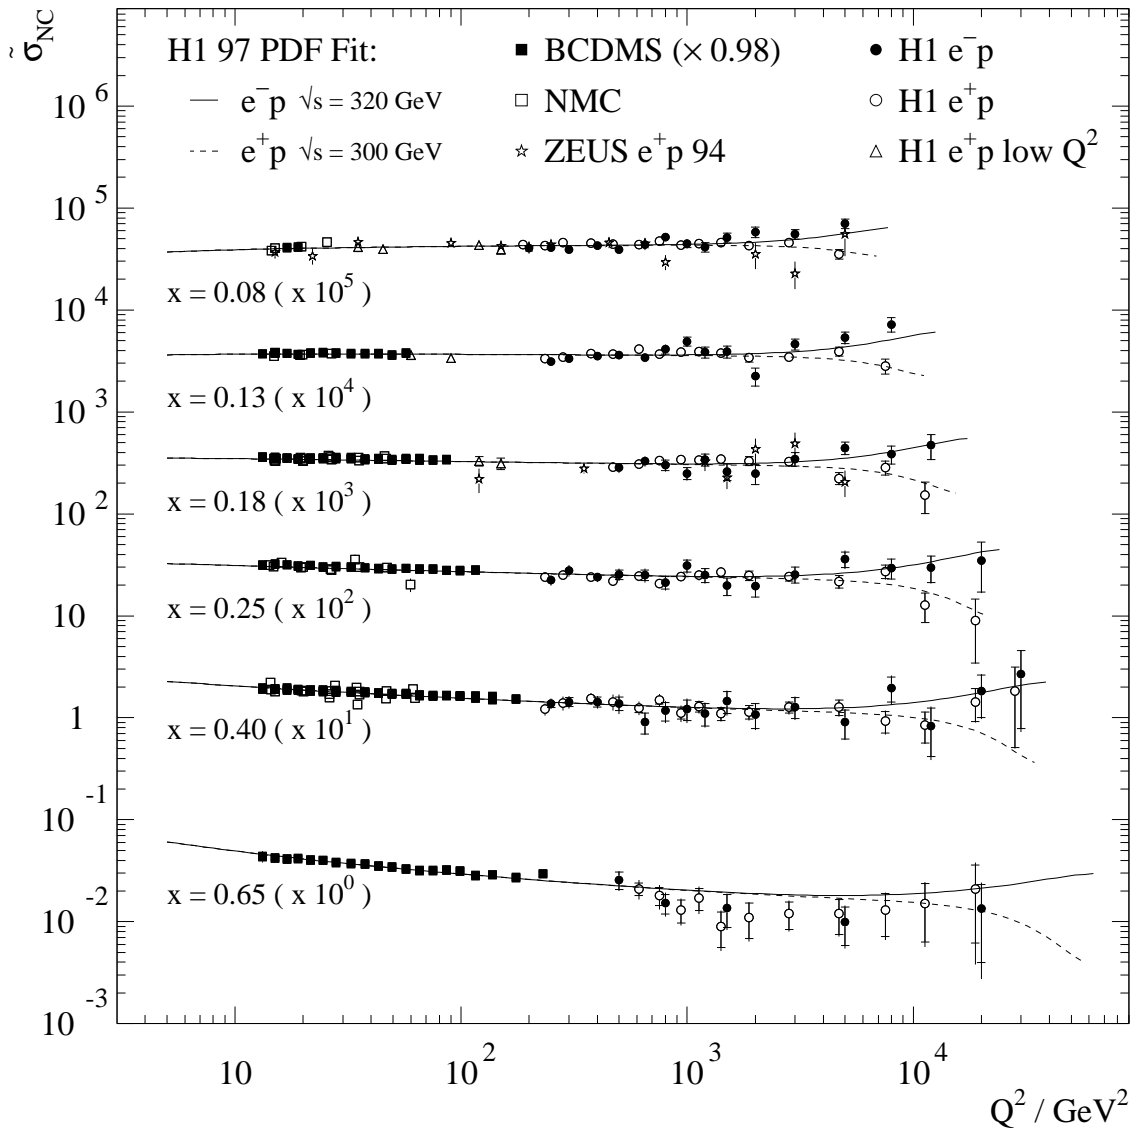 σ̃_NC
H1 97 PDF Fit:
e⁻p √s = 320 GeV
e⁺p √s = 300 GeV
BCDMS (× 0.98)
NMC
ZEUS e⁺p 94
H1 e⁻p
H1 e⁺p
H1 e⁺p low Q²
10⁶
10⁵
10⁴
10³
10²
10
1
10⁻¹
10⁻²
10⁻³
x = 0.08 ( x 10⁵ )
x = 0.13 ( x 10⁴ )
x = 0.18 ( x 10³ )
x = 0.25 ( x 10² )
x = 0.40 ( x 10¹ )
x = 0.65 ( x 10⁰ )
10 10² 10³ 10⁴
Q² / GeV²